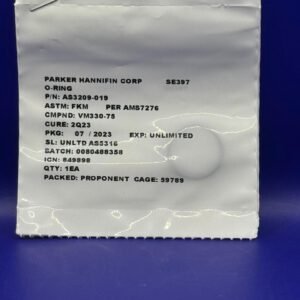 PARKER HANNIFIN CORP SE397
O-RING
P/N: AS3209-019
ASTM: FKM PER AMS7276
CMPND: VM330-75
CURE: 2Q23
PKG: 07 / 2023 EXP: UNLIMITED
SL: UNLTD AS5316
BATCH: 0080488358
ICN: 849898
QTY: 1EA
PACKED: PROPONENT CAGE: 59789